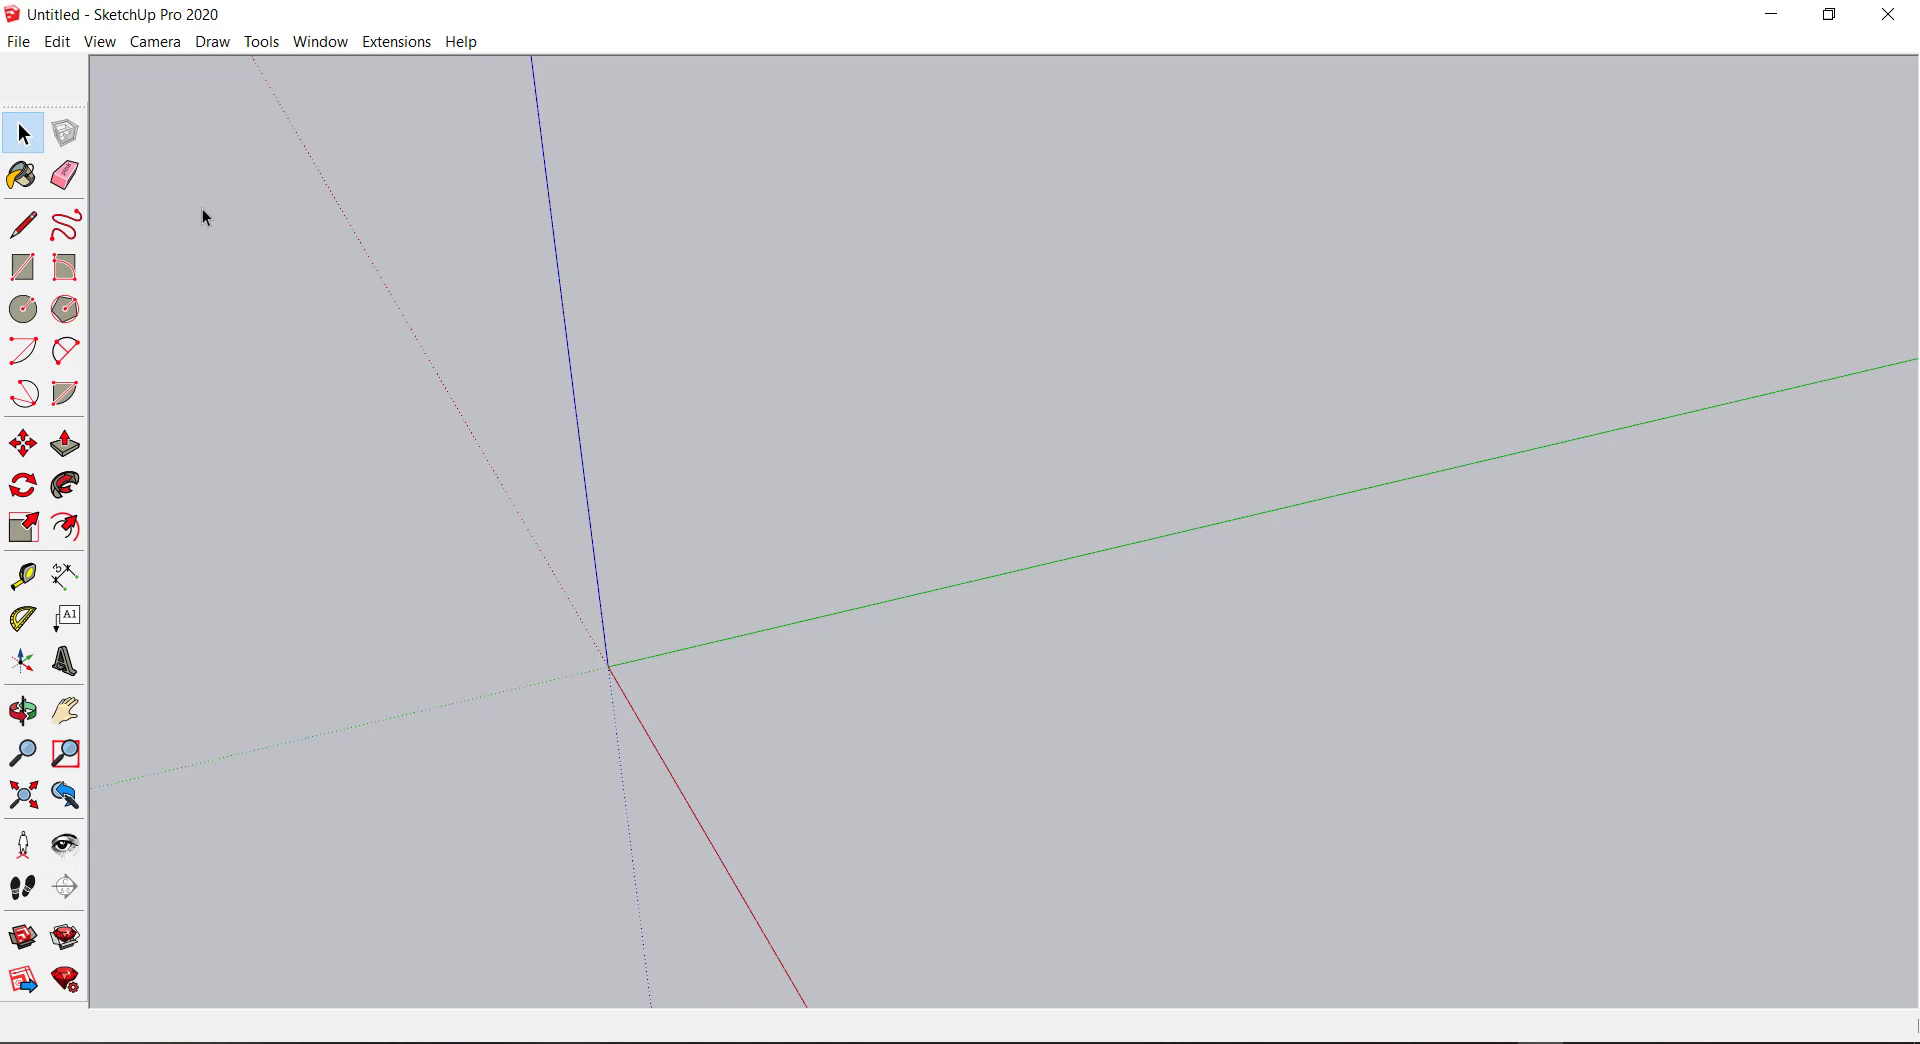 Untitled - SketchUp Pro 2020
File Edit View Camera Draw Tools Window Extensions Help
A1